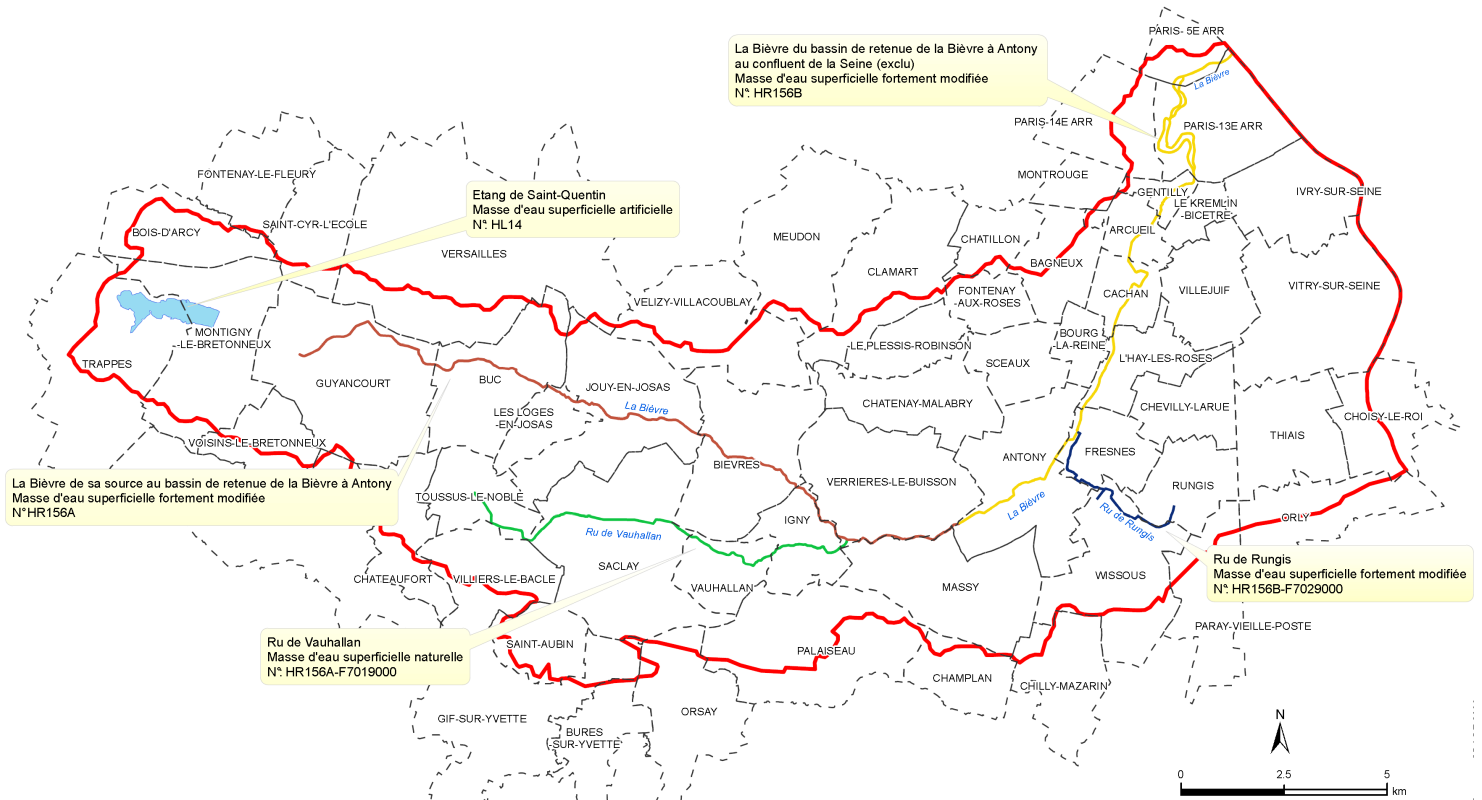 PARIS- 5E ARR
La Bièvre du bassin de retenue de la Bièvre à Antony
au confluent de la Seine (exclu)
Masse d'eau superficielle fortement modifiée
N°: HR156B
La Bièvre
PARIS-14E ARR
PARIS-13E ARR
FONTENAY-LE-FLEURY
MONTROUGE
GENTILLY
IVRY-SUR-SEINE
LE KREMLIN
-BICETRE
Etang de Saint-Quentin
Masse d'eau superficielle artificielle
N°: HL14
BOIS-D'ARCY
SAINT-CYR-L'ECOLE
VERSAILLES
MEUDON
CHATILLON
ARCUEIL
CLAMART
BAGNEUX
VELIZY-VILLACOUBLAY
FONTENAY
-AUX-ROSES
CACHAN
VILLEJUIF
VITRY-SUR-SEINE
MONTIGNY
-LE-BRETONNEUX
LE PLESSIS-ROBINSON
BOURG
-LA-REINE
TRAPPES
SCEAUX
L'HAY-LES-ROSES
GUYANCOURT
BUC
JOUY-EN-JOSAS
La Bièvre
LES LOGES
-EN-JOSAS
CHATENAY-MALABRY
CHEVILLY-LARUE
CHOISY-LE-ROI
VOISINS-LE-BRETONNEUX
THIAIS
BIEVRES
ANTONY
FRESNES
La Bièvre de sa source au bassin de retenue de la Bièvre à Antony
Masse d'eau superficielle fortement modifiée
N°HR156A
TOUSSUS-LE-NOBLE
VERRIERES-LE-BUISSON
RUNGIS
La Bièvre
Ru de Rungis
ORLY
IGNY
Ru de Vauhallan
SACLAY
CHATEAUFORT
VILLIERS-LE-BACLE
VAUHALLAN
MASSY
WISSOUS
Ru de Rungis
Masse d'eau superficielle fortement modifiée
N°: HR156B-F7029000
PARAY-VIEILLE-POSTE
Ru de Vauhallan
Masse d'eau superficielle naturelle
N°: HR156A-F7019000
SAINT-AUBIN
PALAISEAU
CHAMPLAN
CHILLY-MAZARIN
ORSAY
GIF-SUR-YVETTE
BURES
-SUR-YVETTE
N
0 2.5 5
km